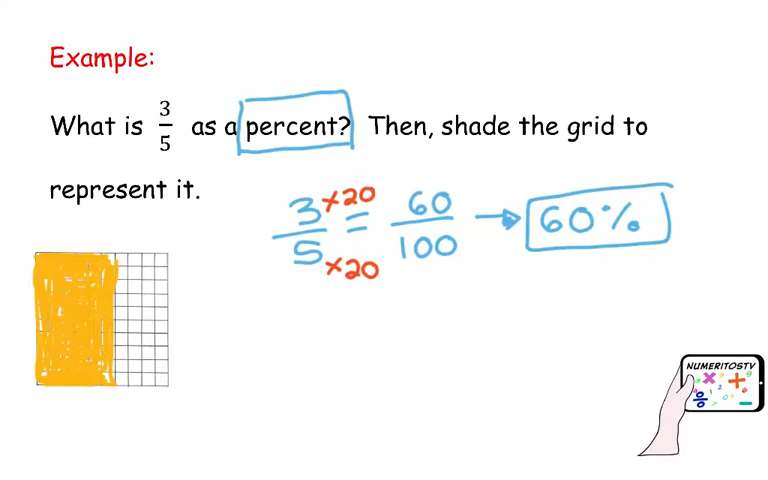 Example:
What is 3/5 as a percent? Then, shade the grid to
represent it.
3/5 ×20 ×20 = 60/100 → 60%
NUMERITOSTV
× + ÷ −